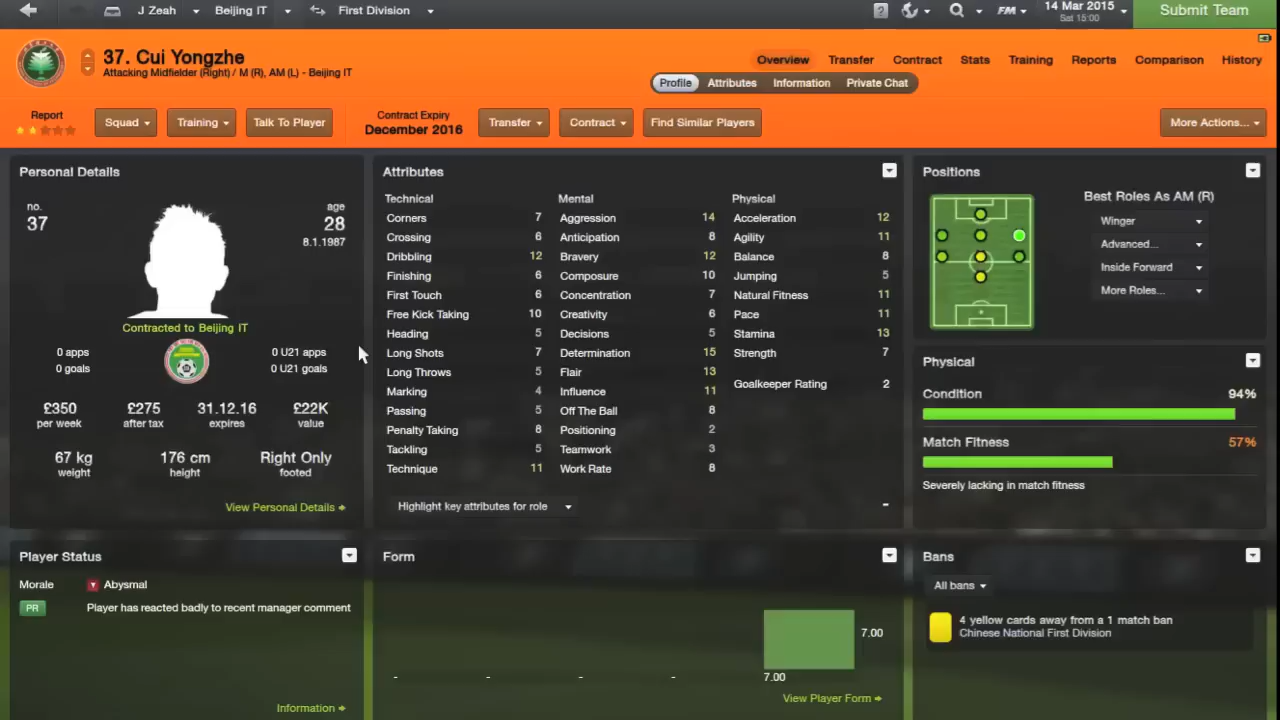 J Zeah Beijing IT First Division ? FM 14 Mar 2015 Submit Team
Sat 15:00
37. Cui Yongzhe
Attacking Midfielder (Right) / M (R), AM (L) - Beijing IT
Overview Transfer Contract Stats Training Reports Comparison History
Profile Attributes Information Private Chat
Report Squad Training Talk To Player Contract Expiry December 2016 Transfer Contract Find Similar Players More Actions...
Personal Details
no. 37
age 28
8.1.1987
Contracted to Beijing IT
0 apps 0 U21 apps
0 goals 0 U21 goals
£350 £275 31.12.16 £22K
per week after tax expires value
67 kg 176 cm Right Only
weight height footed
View Personal Details
Attributes
Technical Mental Physical
Corners 7 Aggression 14 Acceleration 12
Crossing 6 Anticipation 8 Agility 11
Dribbling 12 Bravery 12 Balance 8
Finishing 6 Composure 10 Jumping 5
First Touch 6 Concentration 7 Natural Fitness 11
Free Kick Taking 10 Creativity 6 Pace 11
Heading 5 Decisions 5 Stamina 13
Long Shots 7 Determination 15 Strength 7
Long Throws 5 Flair 13
Marking 4 Influence 11 Goalkeeper Rating 2
Passing 5 Off The Ball 8
Penalty Taking 8 Positioning 2
Tackling 5 Teamwork 3
Technique 11 Work Rate 8
Highlight key attributes for role -
Positions
Best Roles As AM (R)
Winger
Advanced...
Inside Forward
More Roles...
Physical
Condition 94%
Match Fitness 57%
Severely lacking in match fitness
Player Status
Morale Abysmal
PR Player has reacted badly to recent manager comment
Information
Form
7.00
- - - - 7.00
View Player Form
Bans
All bans
4 yellow cards away from a 1 match ban
Chinese National First Division